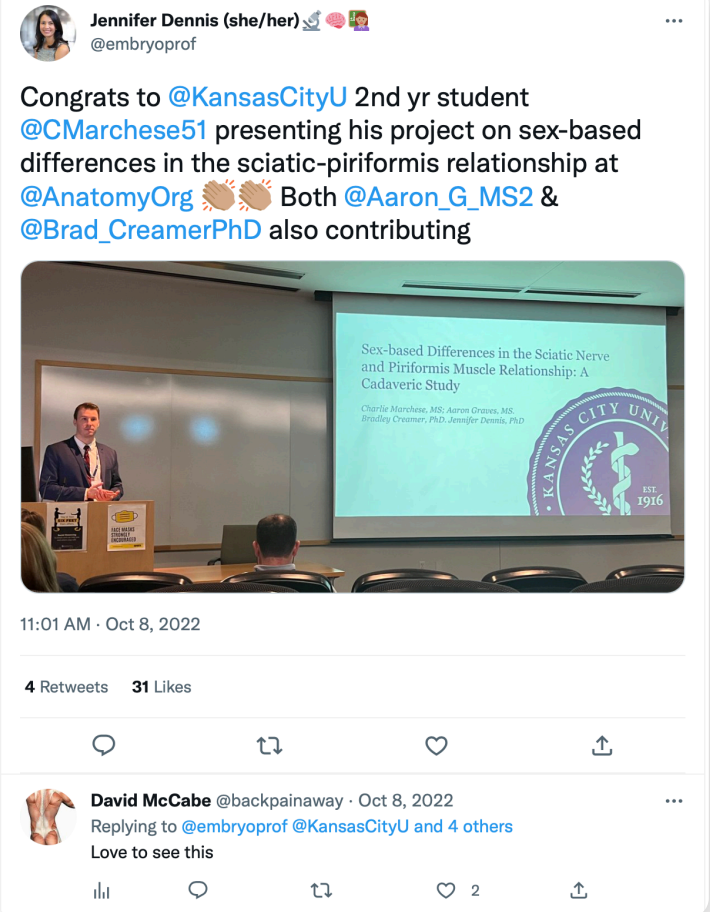 Jennifer Dennis (she/her)🔬🧠👩🏽‍🏫
@embryoprof
Congrats to @KansasCityU 2nd yr student
@CMarchese51 presenting his project on sex-based
differences in the sciatic-piriformis relationship at
@AnatomyOrg 👏🏽👏🏽 Both @Aaron_G_MS2 &
@Brad_CreamerPhD also contributing
Sex-based Differences in the Sciatic Nerve
and Piriformis Muscle Relationship: A
Cadaveric Study
Charlie Marchese, MS; Aaron Graves, MS.
Bradley Creamer, PhD. Jennifer Dennis, PhD
KANSAS CITY UNIV
EST.
1916
SIX FEET
FACE MASKS
STRONGLY
ENCOURAGED
11:01 AM · Oct 8, 2022
4 Retweets 31 Likes
David McCabe @backpainaway · Oct 8, 2022
Replying to @embryoprof @KansasCityU and 4 others
Love to see this
2